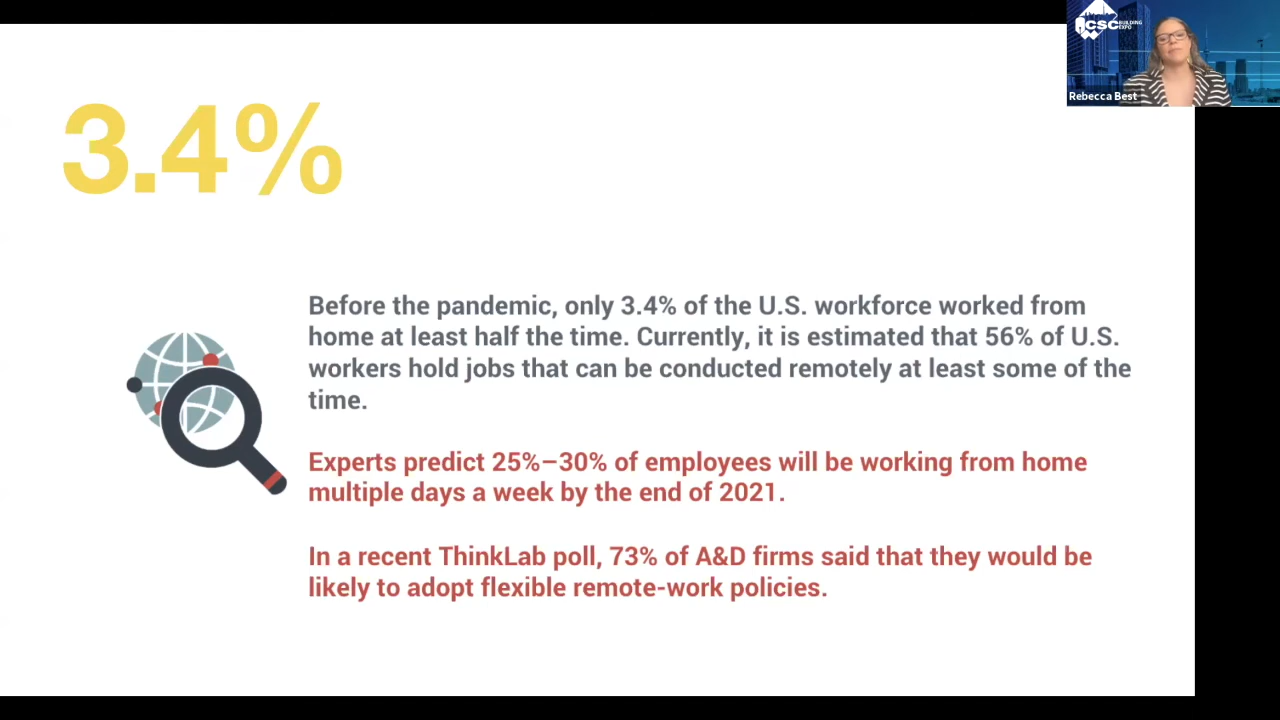 CSC BUILDING
EXPO
Rebecca Best
3.4%
Before the pandemic, only 3.4% of the U.S. workforce worked from
home at least half the time. Currently, it is estimated that 56% of U.S.
workers hold jobs that can be conducted remotely at least some of the
time.
Experts predict 25%–30% of employees will be working from home
multiple days a week by the end of 2021.
In a recent ThinkLab poll, 73% of A&D firms said that they would be
likely to adopt flexible remote-work policies.